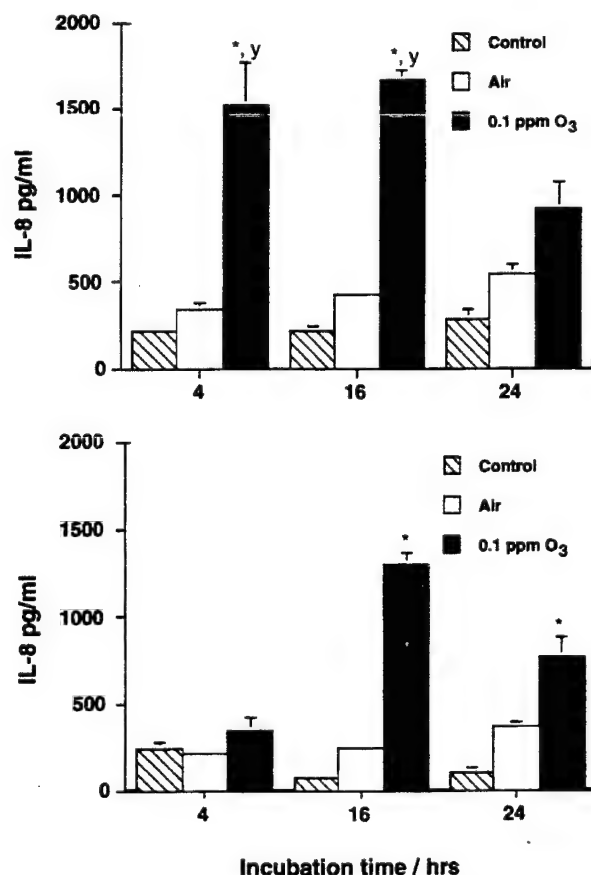 2000
1500
1000
500
0
IL-8 pg/ml
*, y
*, y
Control
Air
0.1 ppm O3
4
16
24
2000
1500
1000
500
0
IL-8 pg/ml
*
*
Control
Air
0.1 ppm O3
4
16
24
Incubation time / hrs